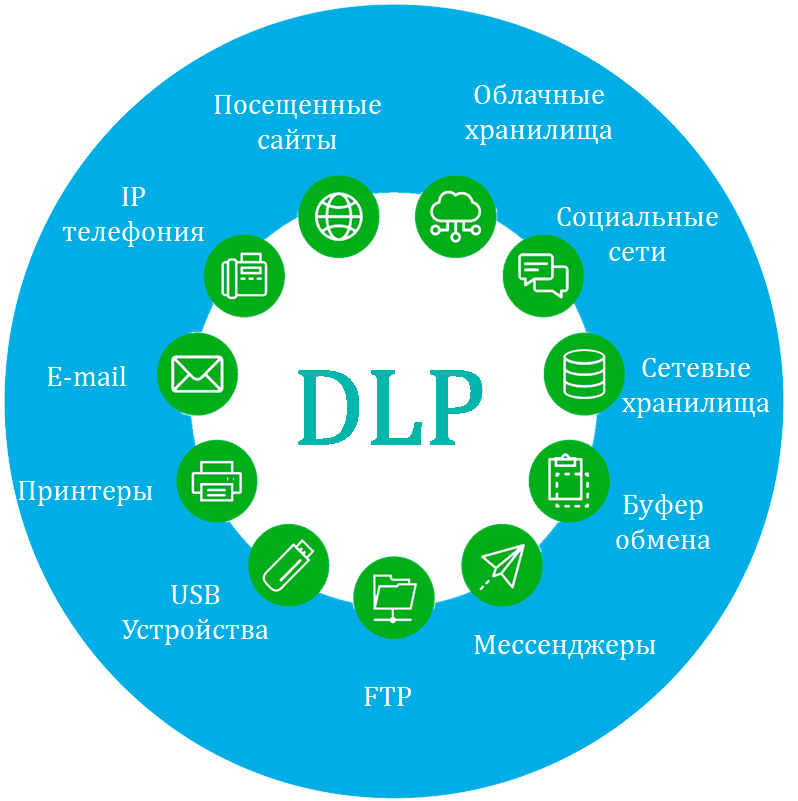 Посещенные
сайты
Облачные
хранилища
IP
телефония
Социальные
сети
E-mail
Сетевые
хранилища
DLP
Принтеры
Буфер
обмена
USB
Устройства
Мессенджеры
FTP